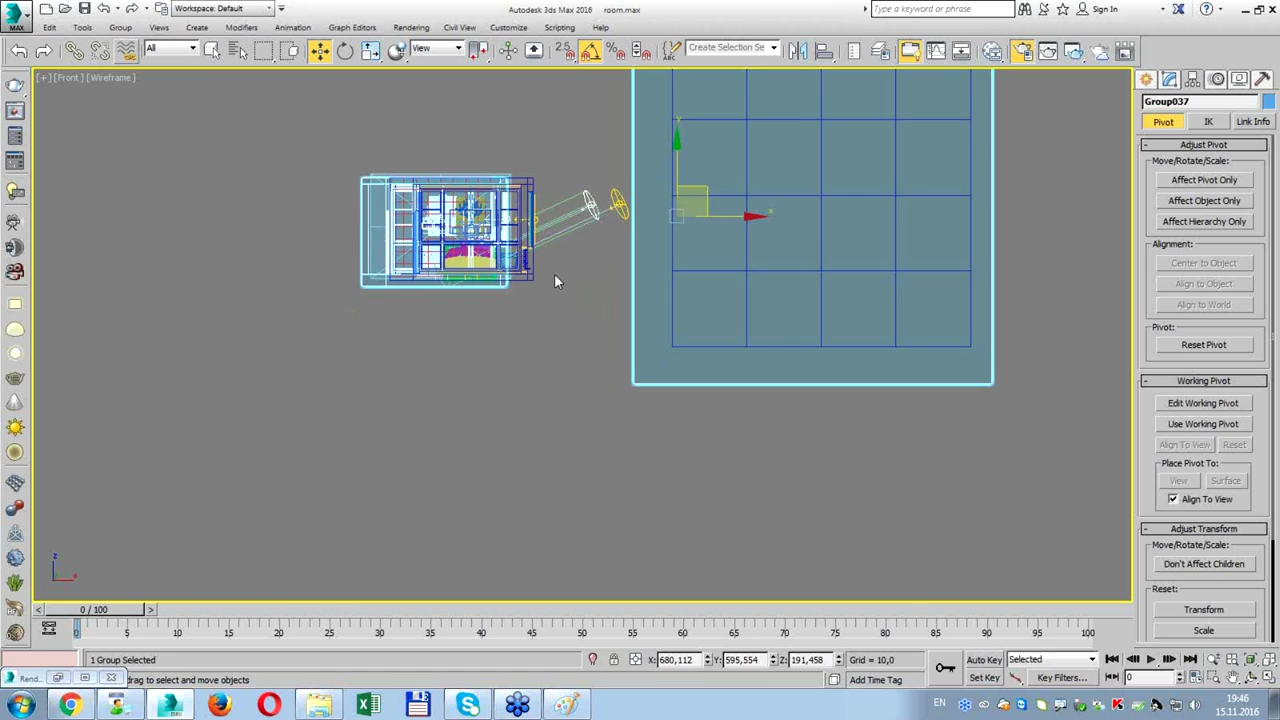 MAX
Workspace: Default
Autodesk 3ds Max 2016 room.max
Type a keyword or phrase
Sign In
Edit Tools Group Views Create Modifiers Animation Graph Editors Rendering Civil View Customize Scripting Help
All
View
2.5
Create Selection Se
[+] [Front] [Wireframe]
Group037
Pivot IK Link Info
- Adjust Pivot
Move/Rotate/Scale:
Affect Pivot Only
Affect Object Only
Affect Hierarchy Only
Alignment:
Center to Object
Align to Object
Align to World
Pivot:
Reset Pivot
- Working Pivot
Edit Working Pivot
Use Working Pivot
Align To View Reset
Place Pivot To:
View Surface
Align To View
- Adjust Transform
Move/Rotate/Scale:
Don't Affect Children
Reset:
Transform
Scale
y
x
z
x
< 0 / 100 >
0 5 10 15 20 25 30 35 40 45 50 55 60 65 70 75 80 85 90 95 100
1 Group Selected
X: 680,112 Y: 595,554 Z: 191,458 Grid = 10,0
Auto Key Selected
Rend...
drag to select and move objects
Add Time Tag
Set Key Key Filters...
0
EN
19:46
15.11.2016